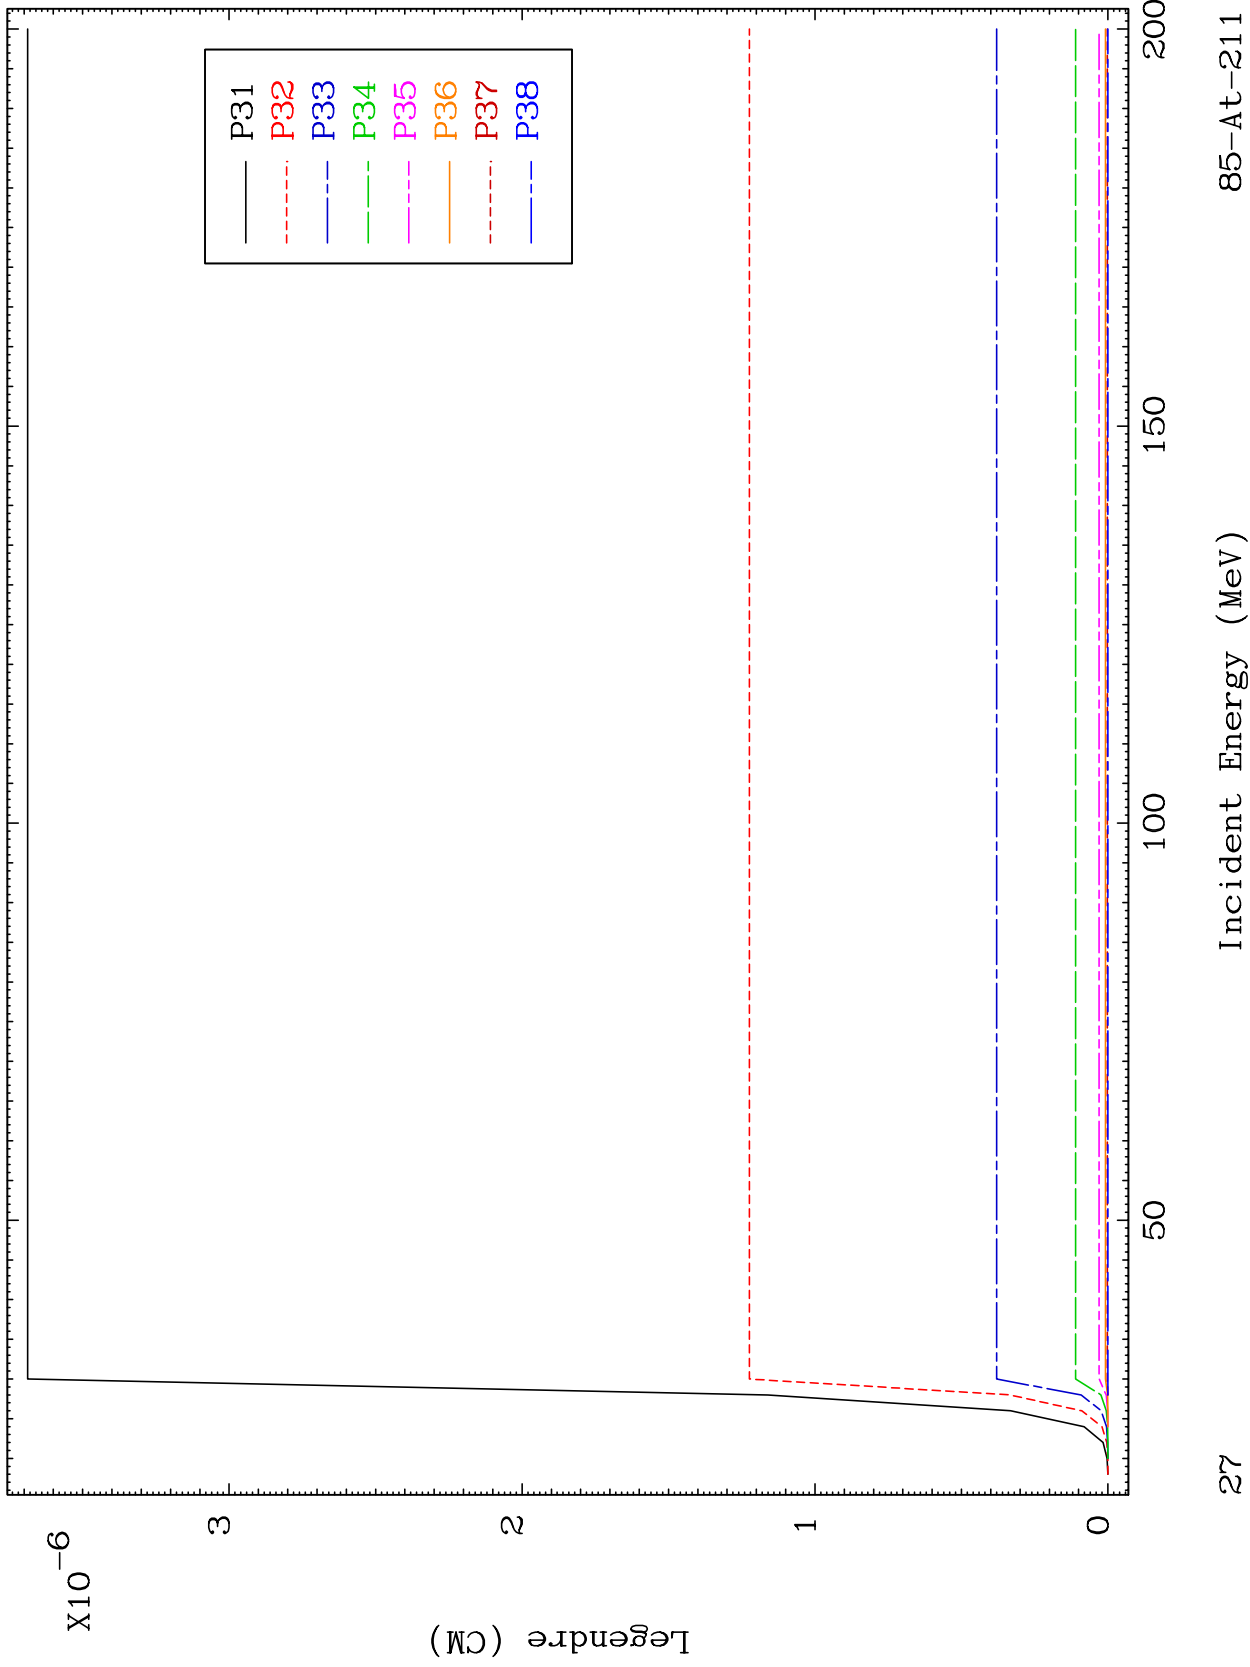 X10-6
3
2
1
0
Legendre (CM)
P31
P32
P33
P34
P35
P36
P37
P38
50
100
150
200
27
Incident Energy (MeV)
85-At-211